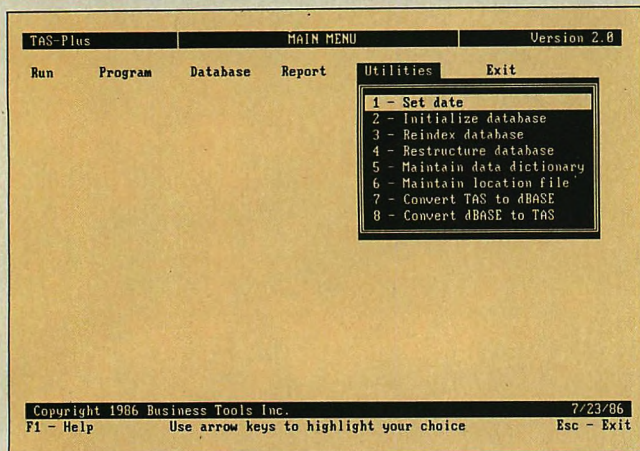 TAS-Plus MAIN MENU Version 2.0
Run Program Database Report Utilities Exit
1 - Set date
2 - Initialize database
3 - Reindex database
4 - Restructure database
5 - Maintain data dictionary
6 - Maintain location file
7 - Convert TAS to dBASE
8 - Convert dBASE to TAS
Copyright 1986 Business Tools Inc. 7/23/86
F1 - Help Use arrow keys to highlight your choice Esc - Exit